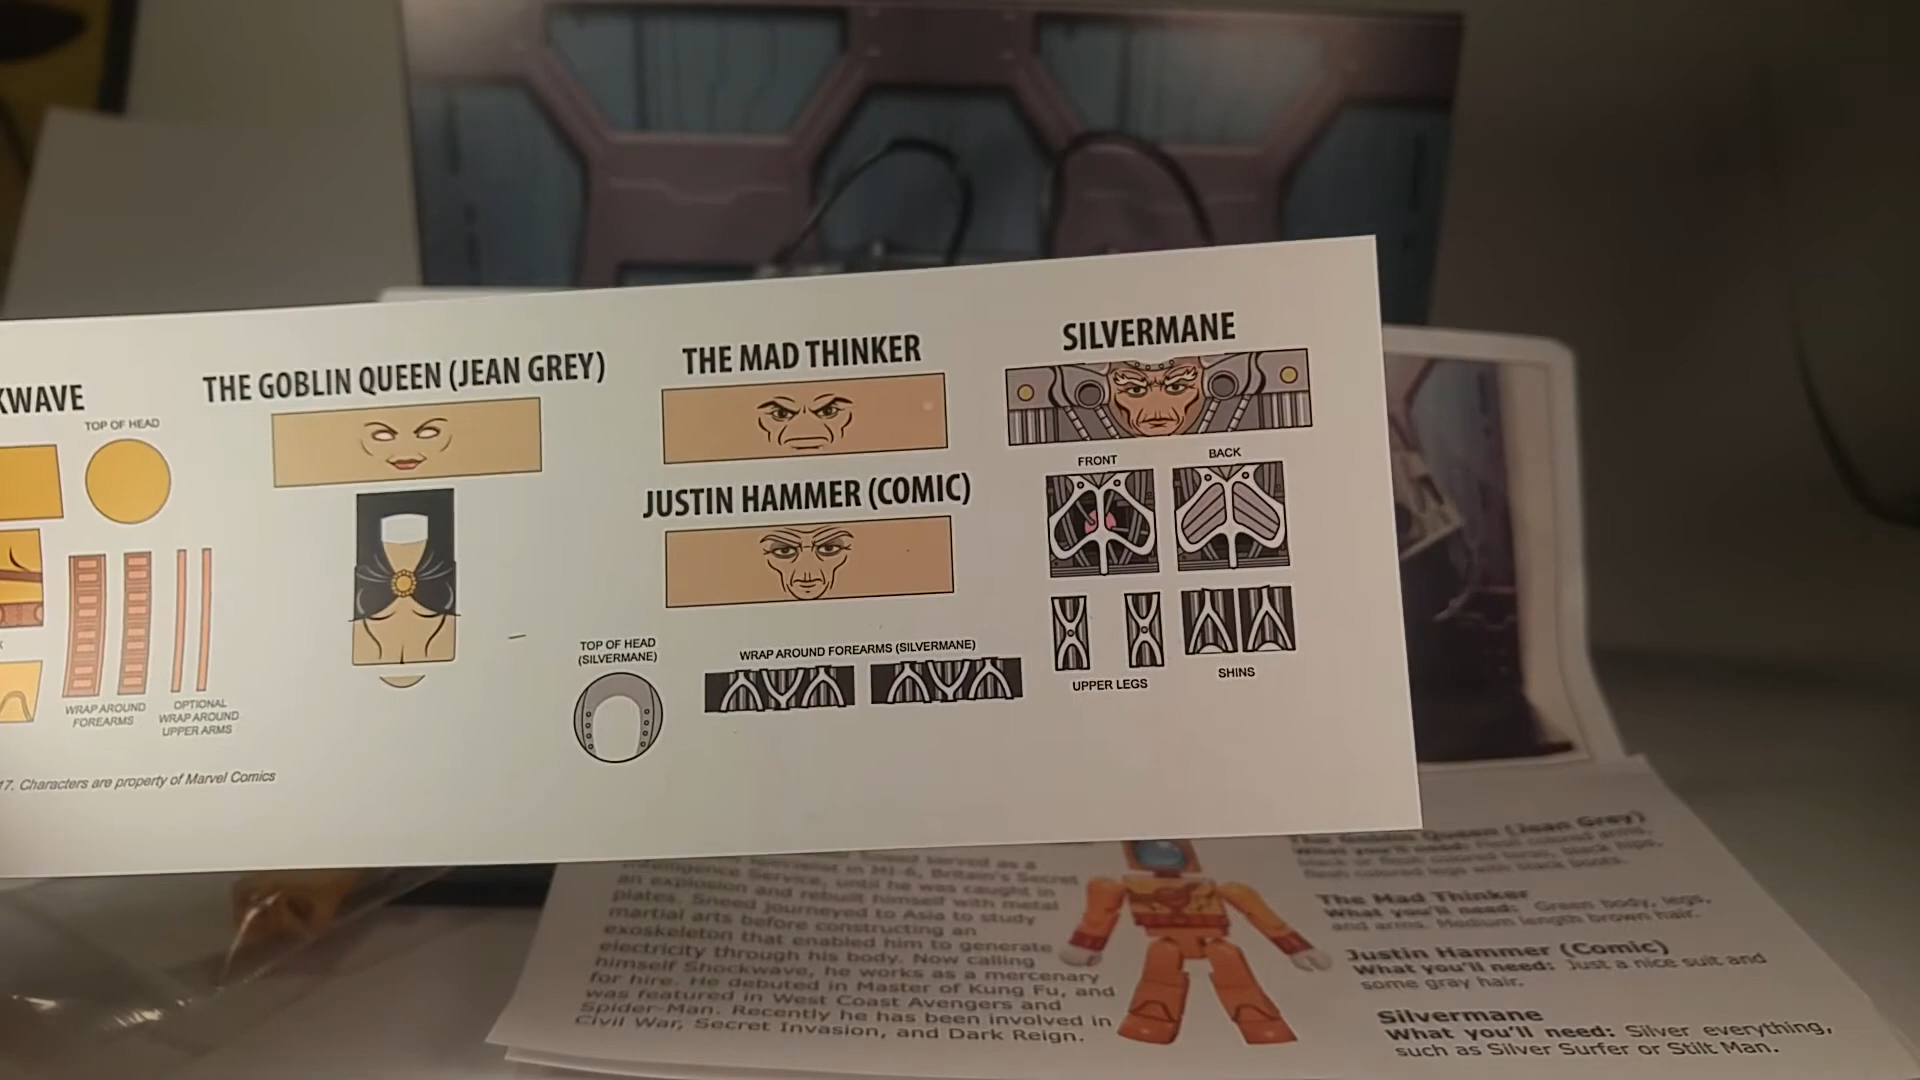 KWAVE
TOP OF HEAD
WRAP AROUND
FOREARMS
OPTIONAL
WRAP AROUND
UPPER ARMS
17. Characters are property of Marvel Comics
THE GOBLIN QUEEN (JEAN GREY)
THE MAD THINKER
JUSTIN HAMMER (COMIC)
TOP OF HEAD
(SILVERMANE)
WRAP AROUND FOREARMS (SILVERMANE)
SILVERMANE
FRONT
BACK
UPPER LEGS
SHINS
served as a
in MI-6, Britain's Secret
Intelligence Service, until he was caught in
an explosion and rebuilt himself with metal
plates. Sneed journeyed to Asia to study
martial arts before constructing an
exoskeleton that enabled him to generate
electricity through his body. Now calling
himself Shockwave, he works as a mercenary
for hire. He debuted in Master of Kung Fu, and
was featured in West Coast Avengers and
Spider-Man. Recently he has been involved in
Civil War, Secret Invasion, and Dark Reign.
The Goblin Queen (Jean Grey)
What you'll need: Flesh colored arms,
black or flesh colored torso, black hips,
flesh colored legs with black boots.
The Mad Thinker
What you'll need: Green body, legs,
and arms. Medium length brown hair.
Justin Hammer (Comic)
What you'll need: Just a nice suit and
some gray hair.
Silvermane
What you'll need: Silver everything,
such as Silver Surfer or Stilt Man.